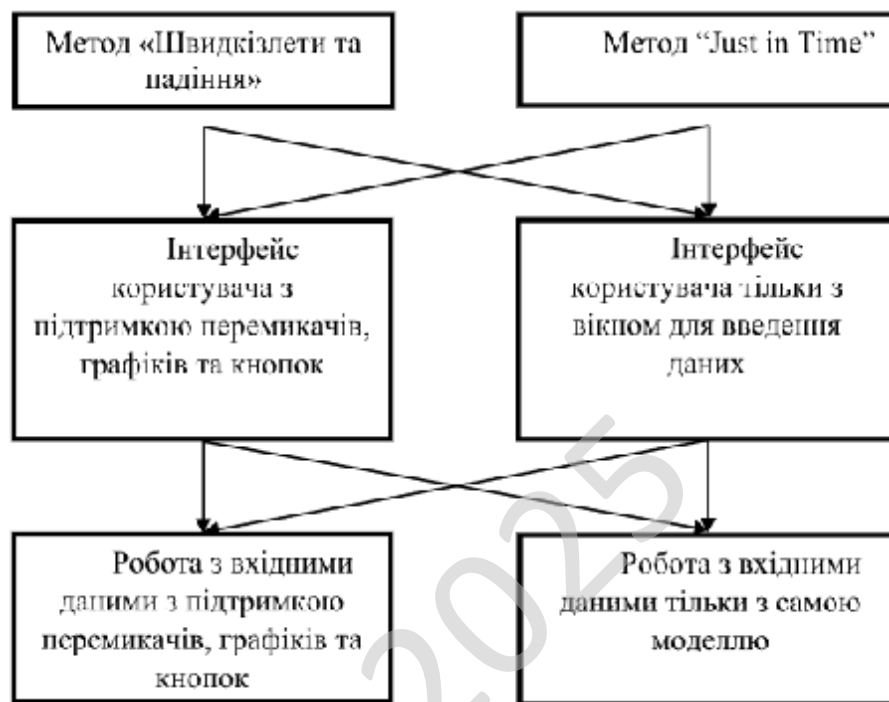 Метод «Швидкізлети та
падіння»
Метод “Just in Time”
Інтерфейс
користувача з
підтримкою перемикачів,
графіків та кнопок
Інтерфейс
користувача тільки з
вікном для введення
даних
Робота з вхідними
даними з підтримкою
перемикачів, графіків та
кнопок
Робота з вхідними
даними тільки з самою
моделлю
2025